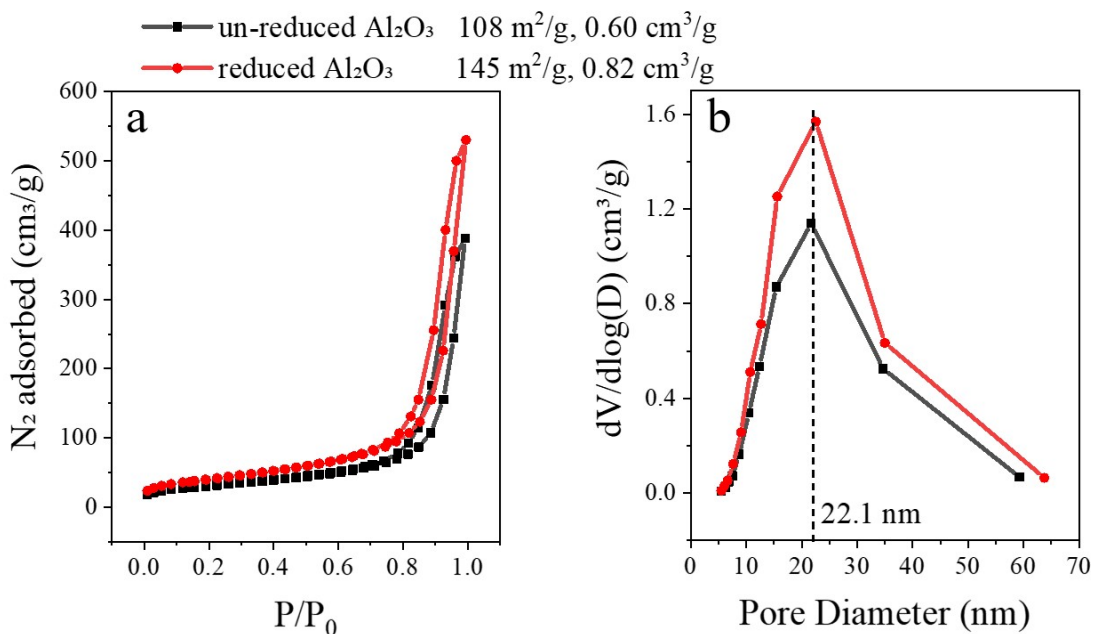 un-reduced Al₂O₃ 108 m²/g, 0.60 cm³/g
reduced Al₂O₃ 145 m²/g, 0.82 cm³/g
a
N₂ adsorbed (cm₃/g)
600
500
400
300
200
100
0
0.0 0.2 0.4 0.6 0.8 1.0
P/P₀
b
dV/dlog(D) (cm³/g)
1.6
1.2
0.8
0.4
0.0
22.1 nm
0 10 20 30 40 50 60 70
Pore Diameter (nm)